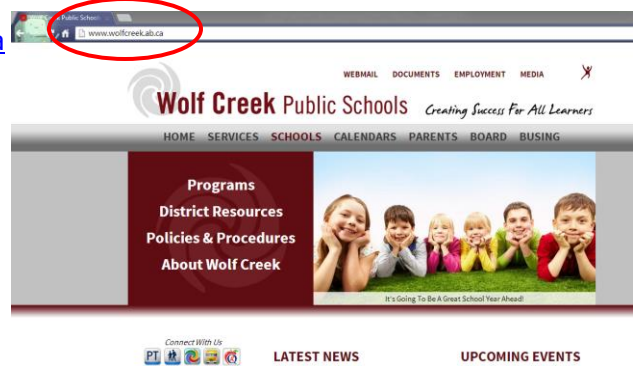 Public School
www.wolfcreek.ab.ca
a
WEBMAIL DOCUMENTS EMPLOYMENT MEDIA
Wolf Creek Public Schools Creating Success For All Learners
HOME SERVICES SCHOOLS CALENDARS PARENTS BOARD BUSING
Programs
District Resources
Policies & Procedures
About Wolf Creek
It's Going To Be A Great School Year Ahead!
Connect With Us
PT
LATEST NEWS UPCOMING EVENTS